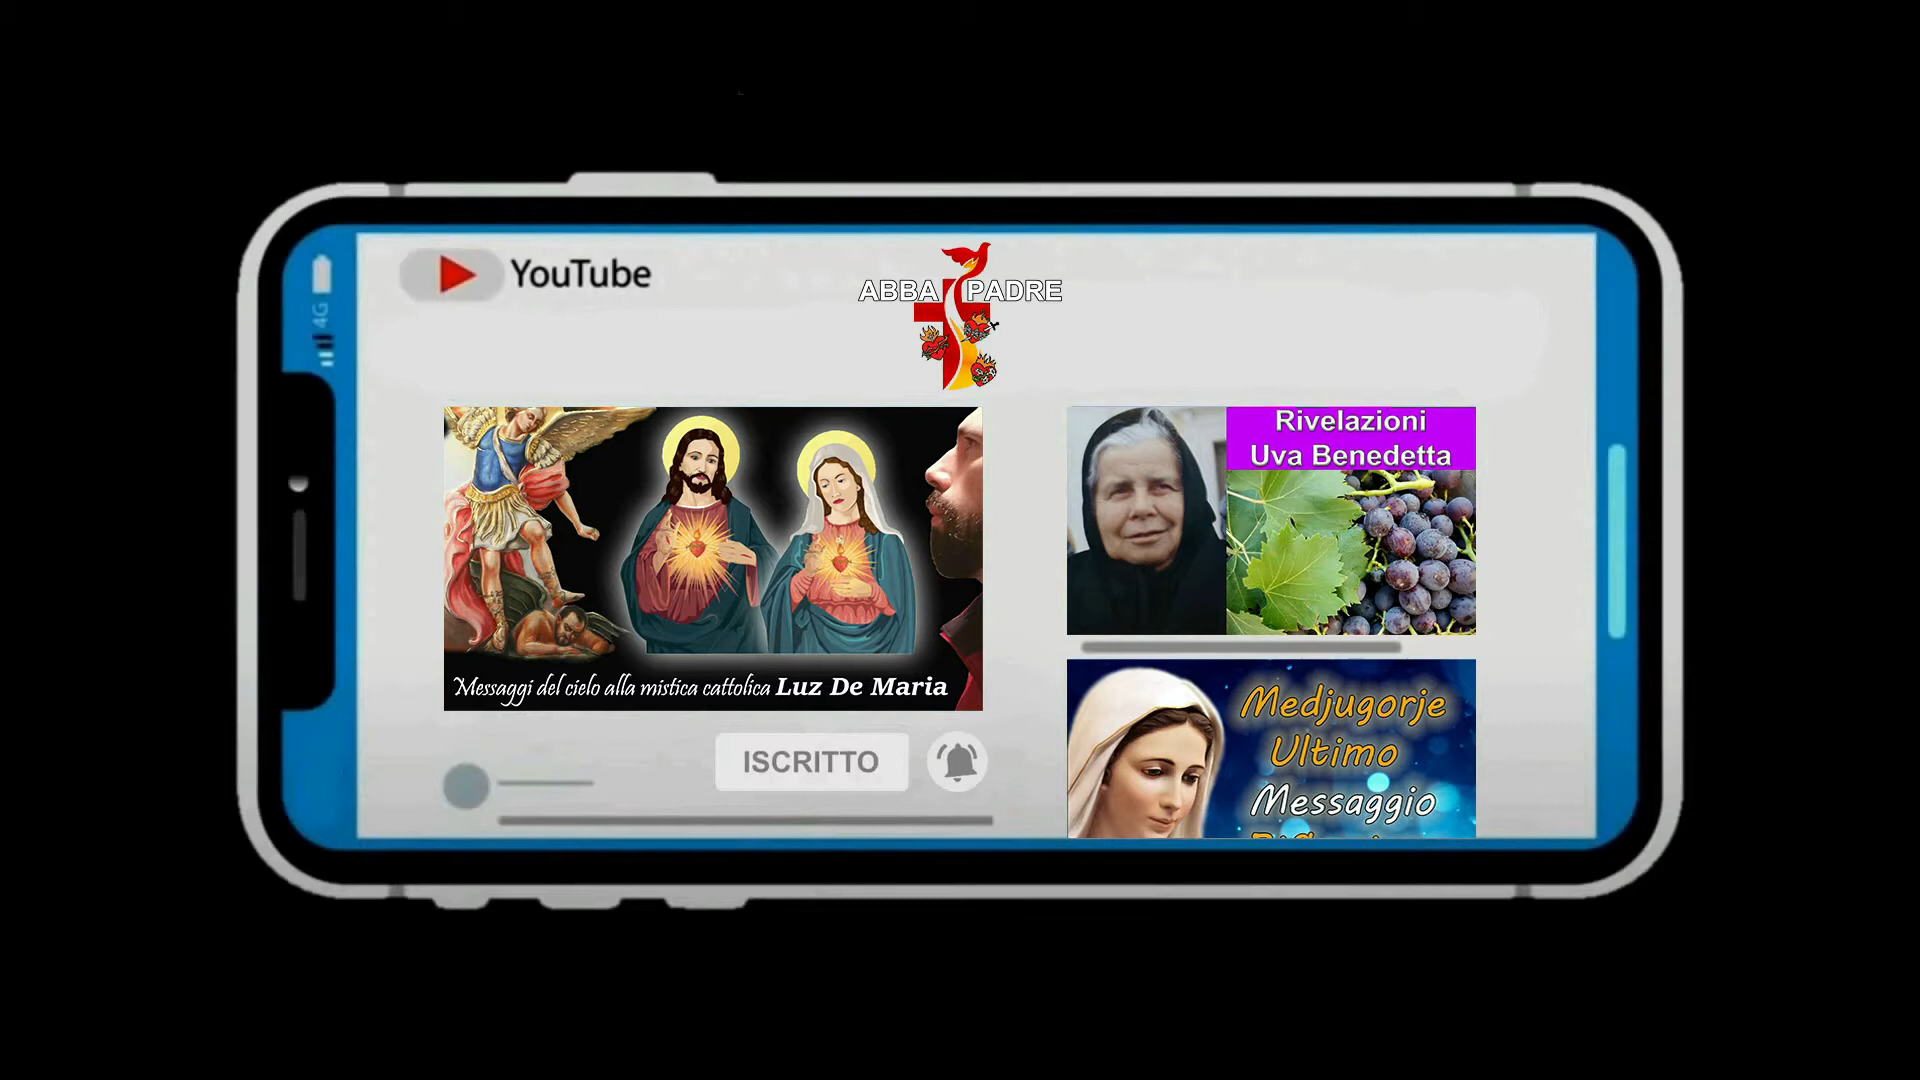 4G
YouTube
ABBA PADRE
Messaggi del cielo alla mistica cattolica Luz De Maria
ISCRITTO
Rivelazioni
Uva Benedetta
Medjugorje
Ultimo
Messaggio